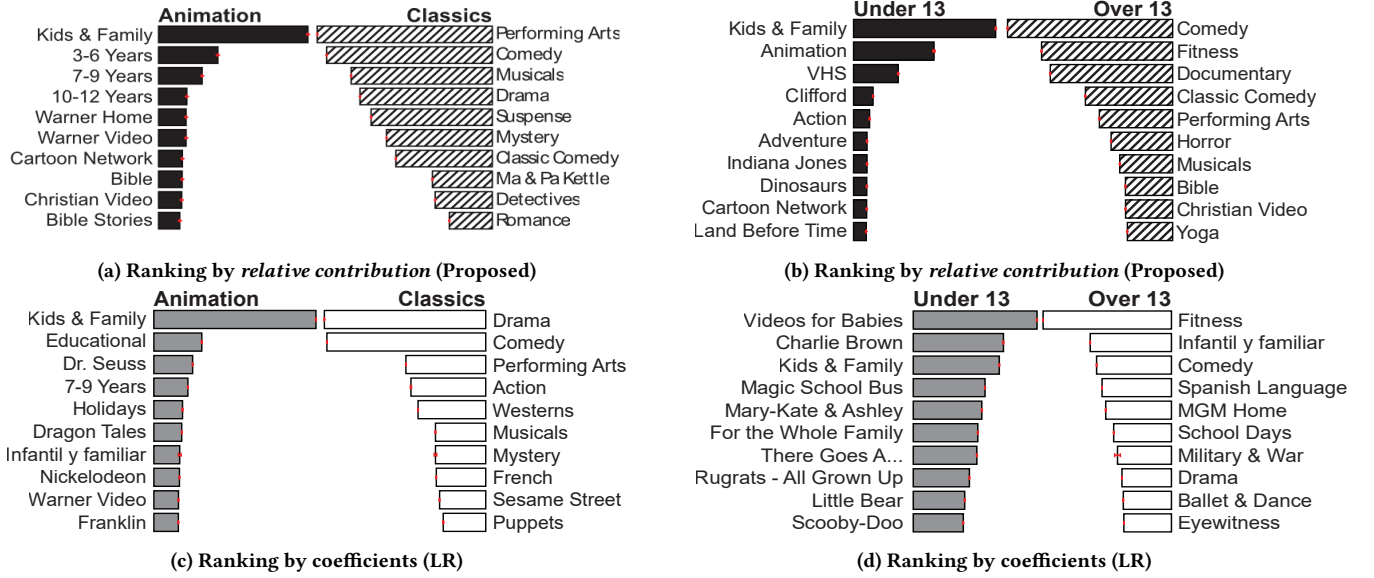 Animation Classics
Kids & Family Performing Arts
3-6 Years Comedy
7-9 Years Musicals
10-12 Years Drama
Warner Home Suspense
Warner Video Mystery
Cartoon Network Classic Comedy
Bible Ma & Pa Kettle
Christian Video Detectives
Bible Stories Romance
(a) Ranking by relative contribution (Proposed)
Under 13 Over 13
Kids & Family Comedy
Animation Fitness
VHS Documentary
Clifford Classic Comedy
Action Performing Arts
Adventure Horror
Indiana Jones Musicals
Dinosaurs Bible
Cartoon Network Christian Video
Land Before Time Yoga
(b) Ranking by relative contribution (Proposed)
Animation Classics
Kids & Family Drama
Educational Comedy
Dr. Seuss Performing Arts
7-9 Years Action
Holidays Westerns
Dragon Tales Musicals
Infantil y familiar Mystery
Nickelodeon French
Warner Video Sesame Street
Franklin Puppets
(c) Ranking by coefficients (LR)
Under 13 Over 13
Videos for Babies Fitness
Charlie Brown Infantil y familiar
Kids & Family Comedy
Magic School Bus Spanish Language
Mary-Kate & Ashley MGM Home
For the Whole Family School Days
There Goes A... Military & War
Rugrats - All Grown Up Drama
Little Bear Ballet & Dance
Scooby-Doo Eyewitness
(d) Ranking by coefficients (LR)